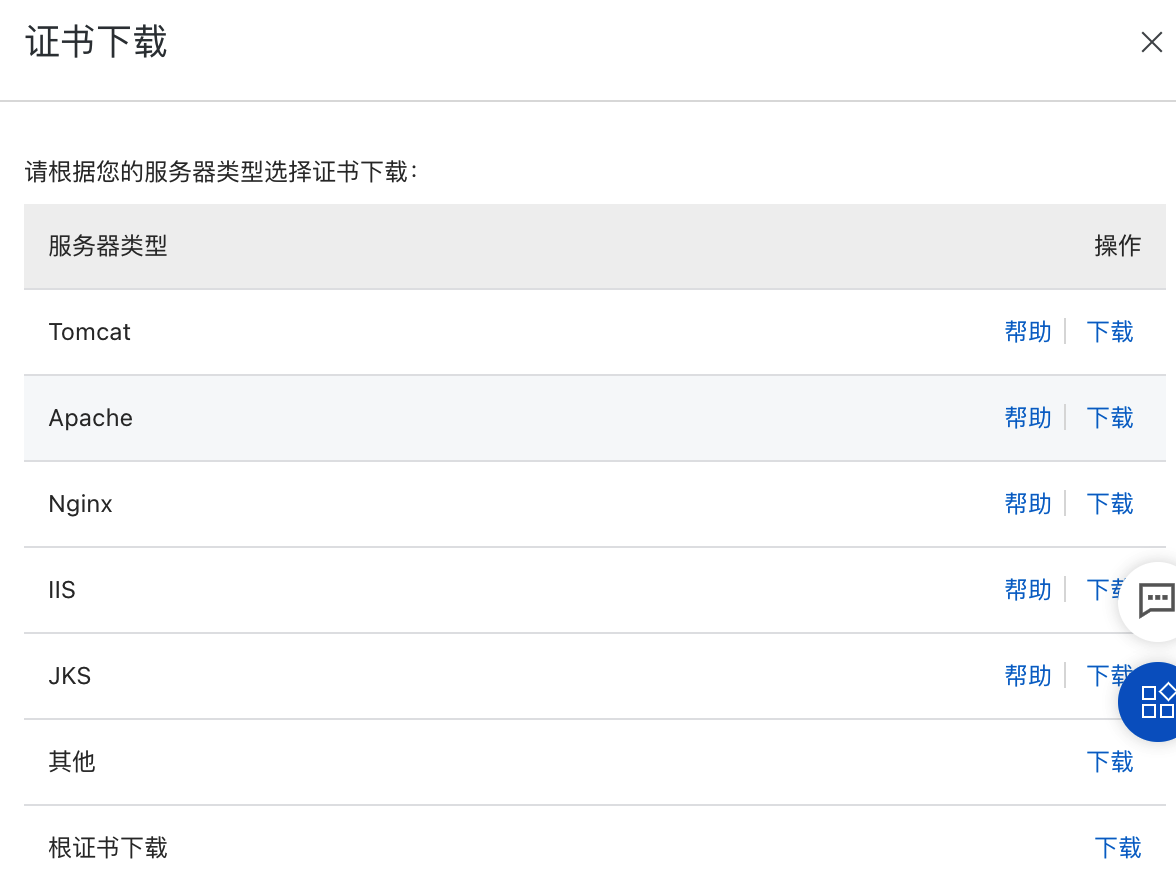 证书下载
请根据您的服务器类型选择证书下载：
服务器类型 操作
Tomcat 帮助 下载
Apache 帮助 下载
Nginx 帮助 下载
IIS 帮助 下载
JKS 帮助 下载
其他 下载
根证书下载 下载